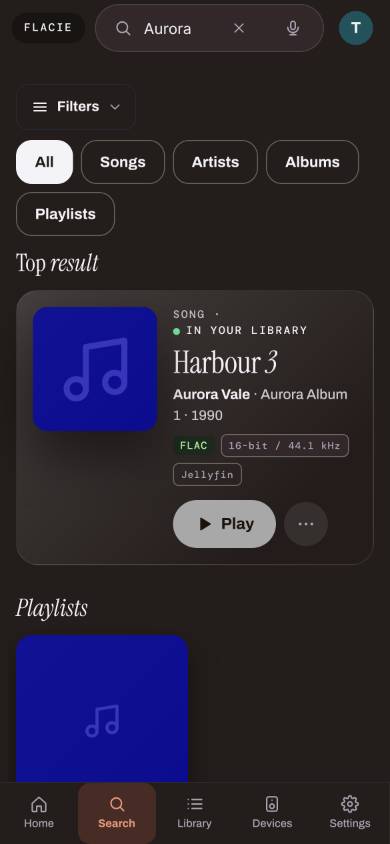 FLACIE
Aurora
T
Filters
All
Songs
Artists
Albums
Playlists
Top result
SONG ·
IN YOUR LIBRARY
Harbour 3
Aurora Vale · Aurora Album
1 · 1990
FLAC
16-bit / 44.1 kHz
Jellyfin
Play
Playlists
Home
Search
Library
Devices
Settings